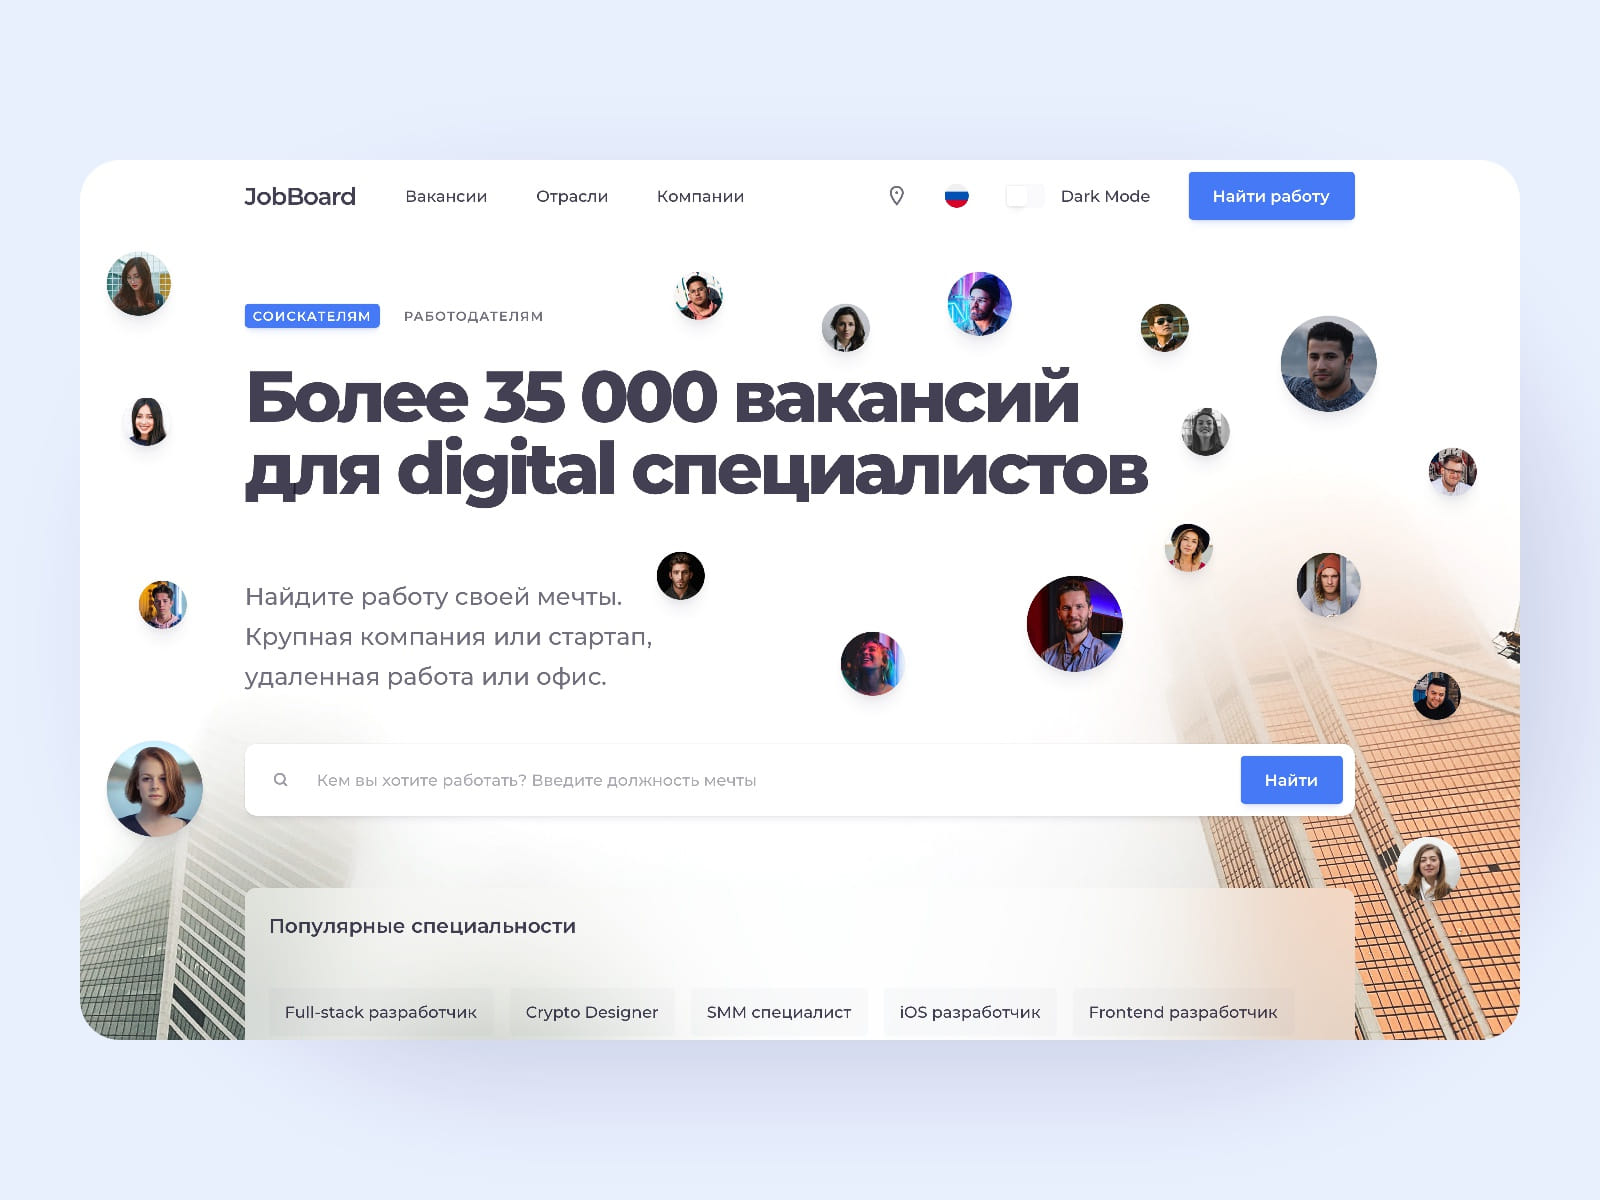 JobBoard
Вакансии
Отрасли
Компании
Dark Mode
Найти работу
СОИСКАТЕЛЯМ
РАБОТОДАТЕЛЯМ
Более 35 000 вакансий
для digital специалистов
Найдите работу своей мечты.
Крупная компания или стартап,
удаленная работа или офис.
Кем вы хотите работать? Введите должность мечты
Найти
Популярные специальности
Full-stack разработчик
Crypto Designer
SMM специалист
iOS разработчик
Frontend разработчик